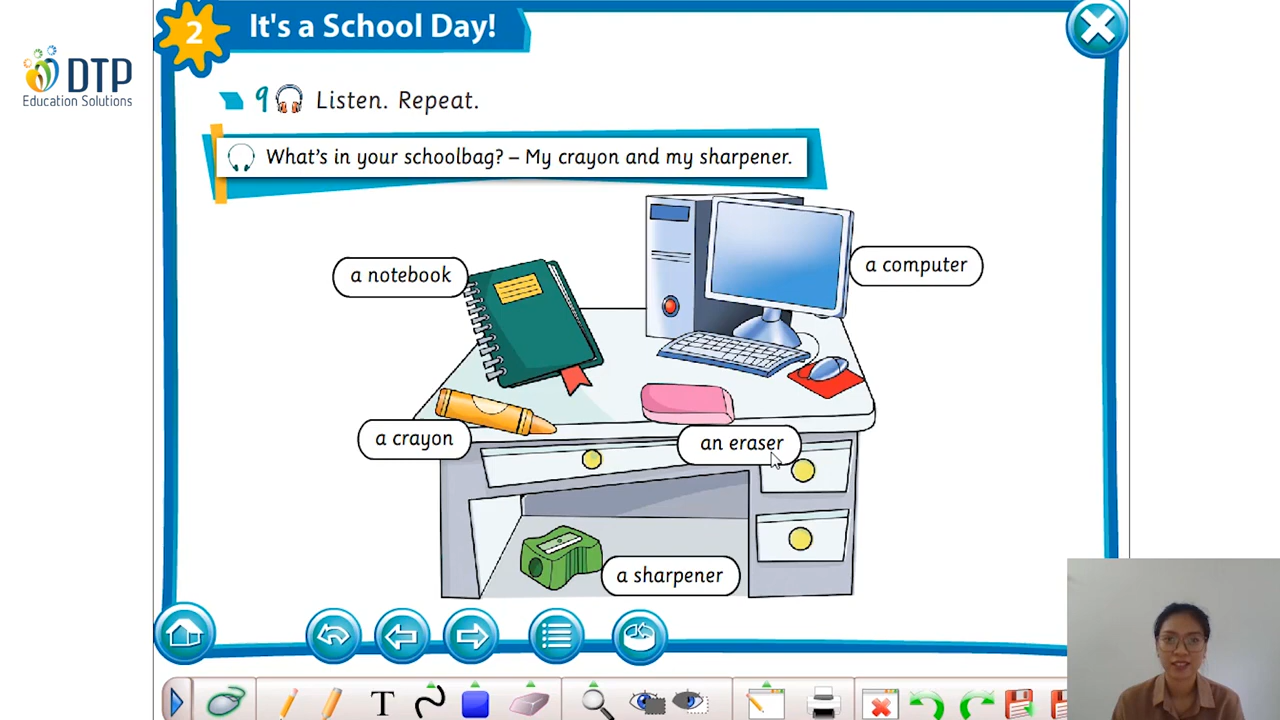 2
It's a School Day!
DTP
Education Solutions
9 Listen. Repeat.
What's in your schoolbag? – My crayon and my sharpener.
a notebook
a computer
a crayon
an eraser
a sharpener
T